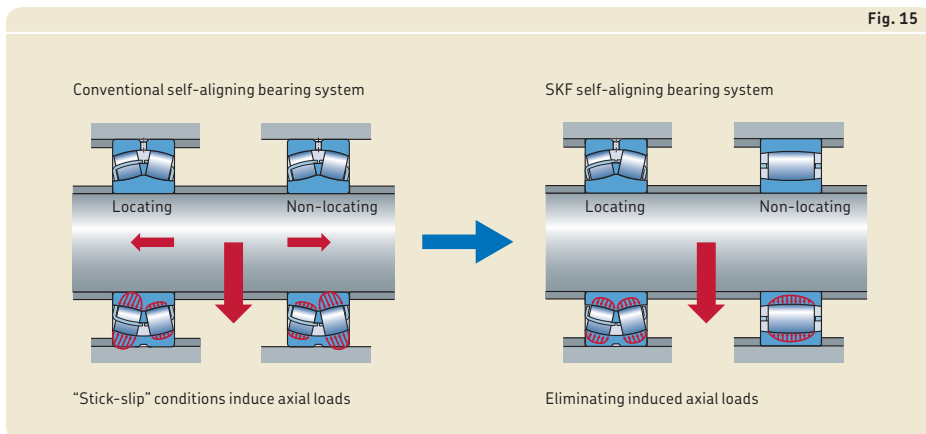 Fig. 15
Conventional self-aligning bearing system
SKF self-aligning bearing system
Locating
Non-locating
Locating
Non-locating
“Stick-slip” conditions induce axial loads
Eliminating induced axial loads